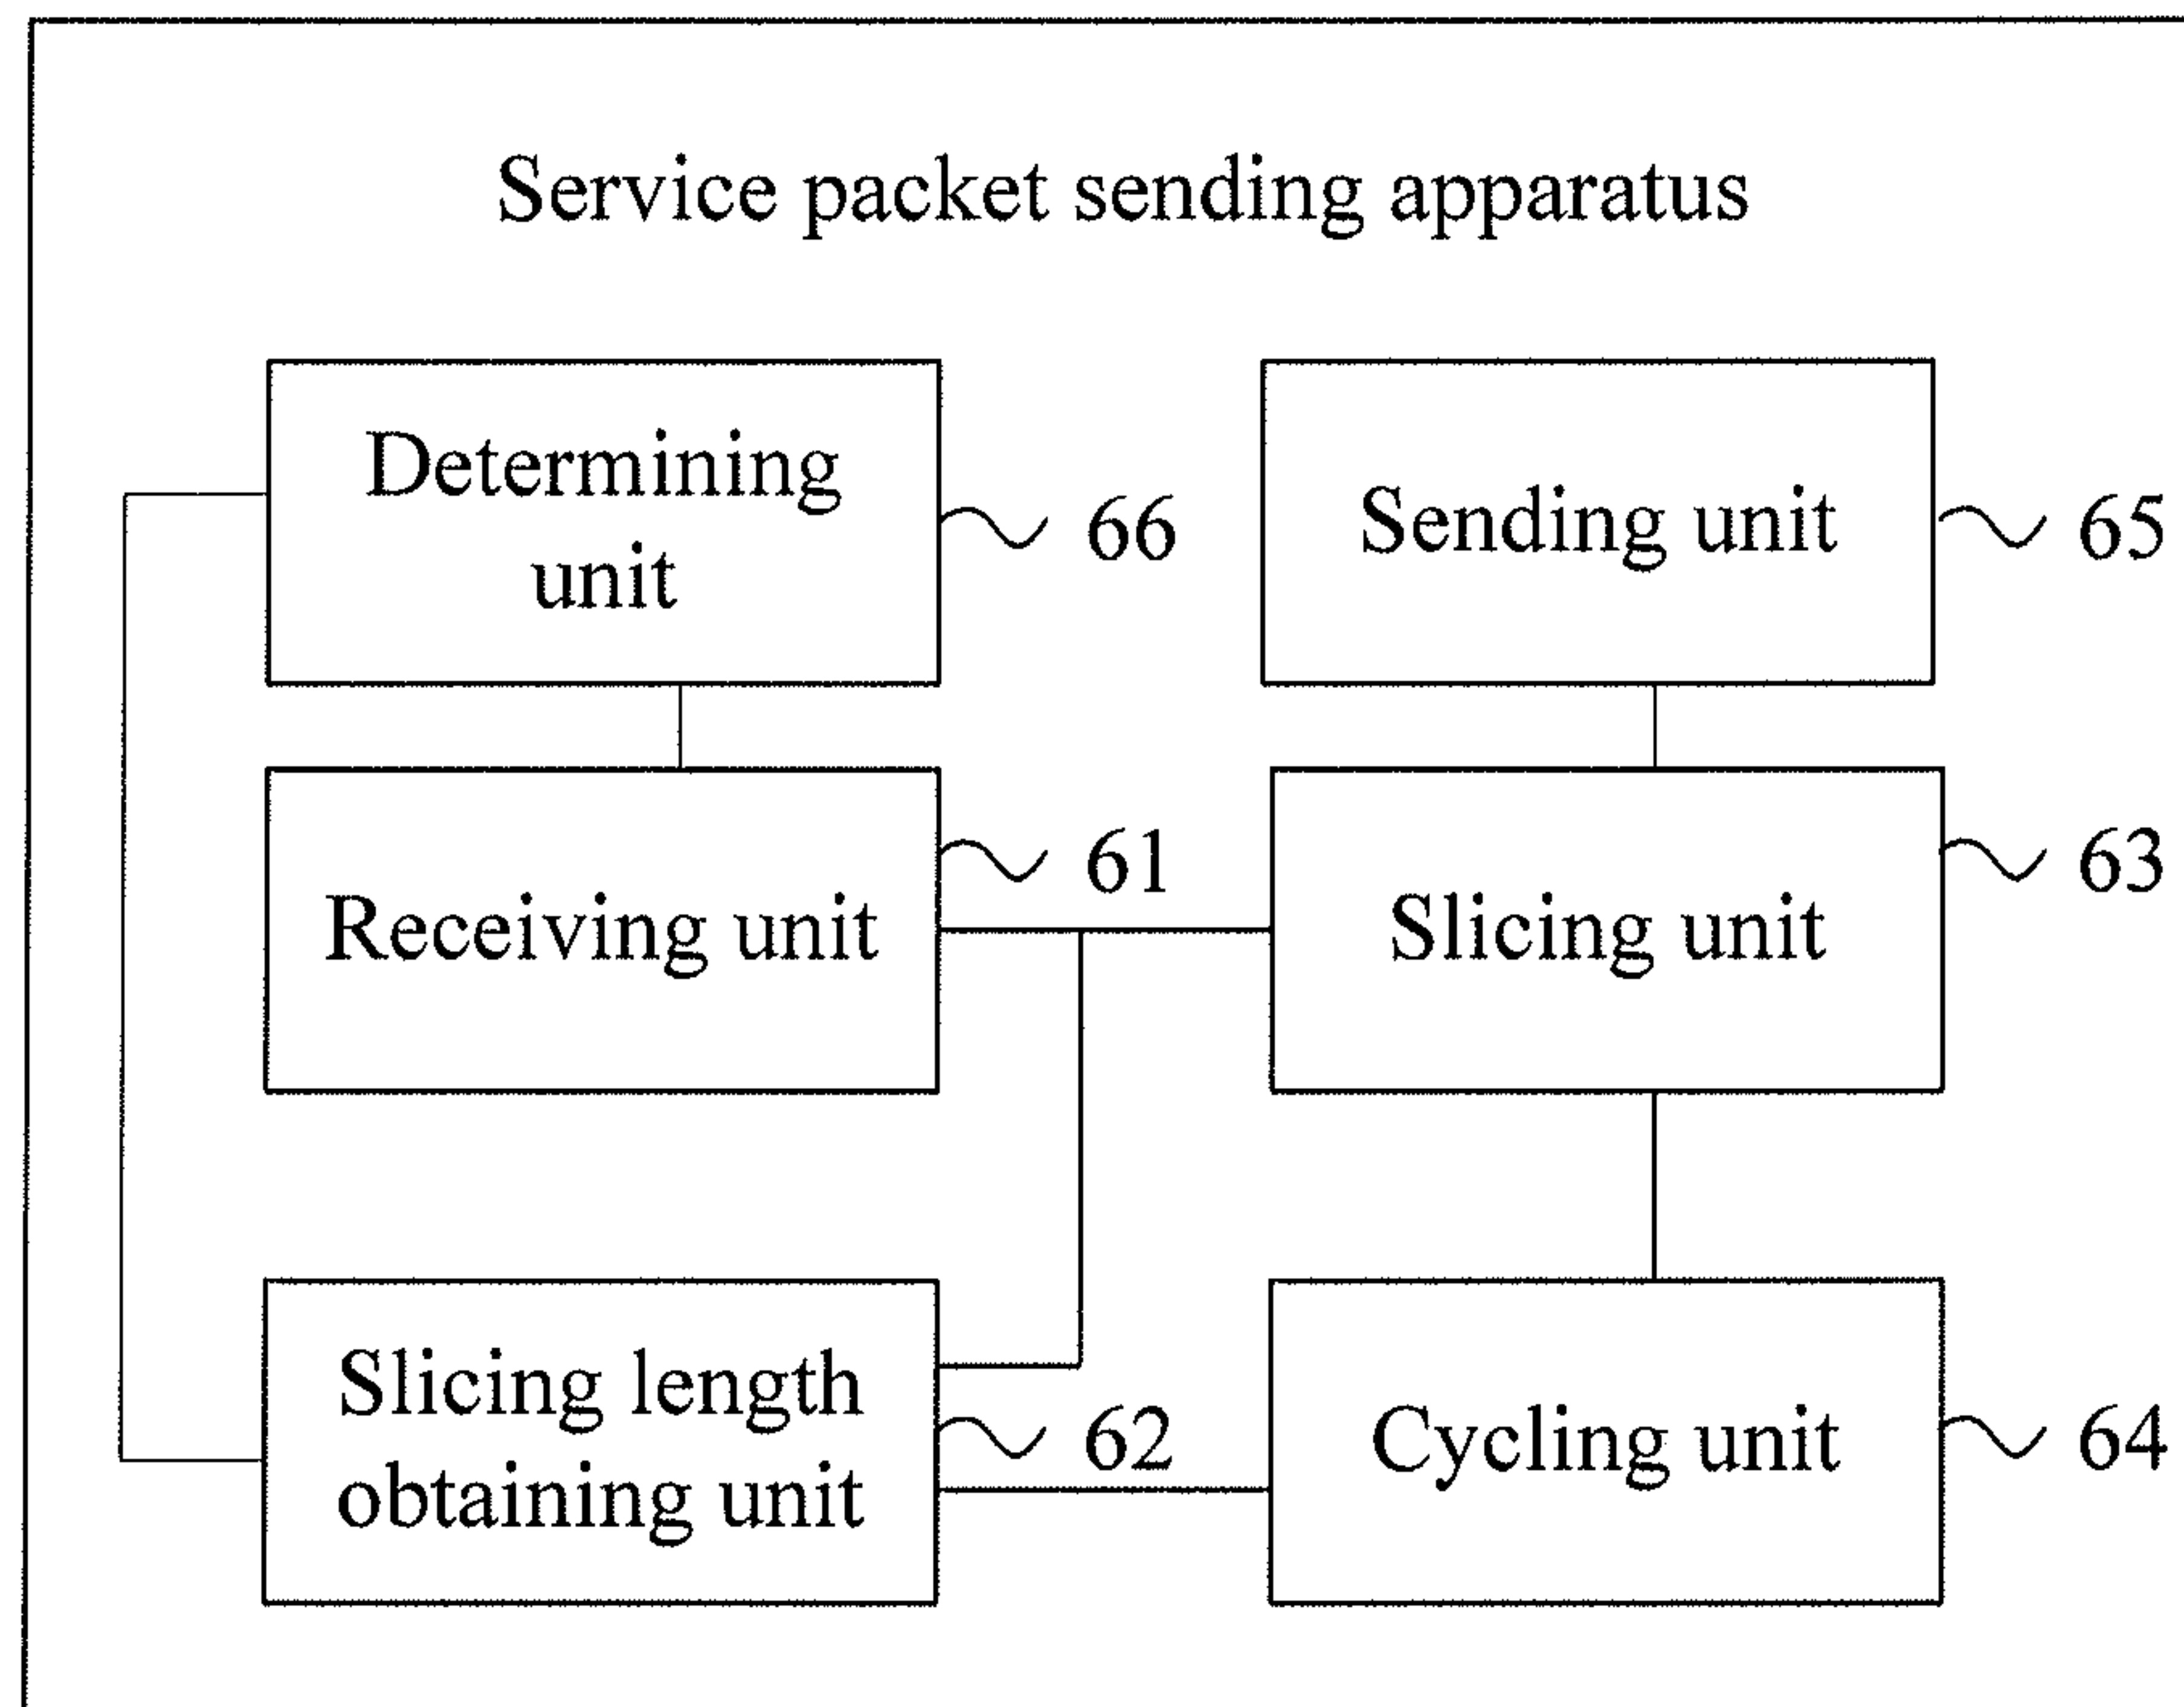 Service packet sending apparatus
Determining
unit
66
Sending unit
65
Receiving unit
61
Slicing unit
63
Slicing length
obtaining unit
62
Cycling unit
64